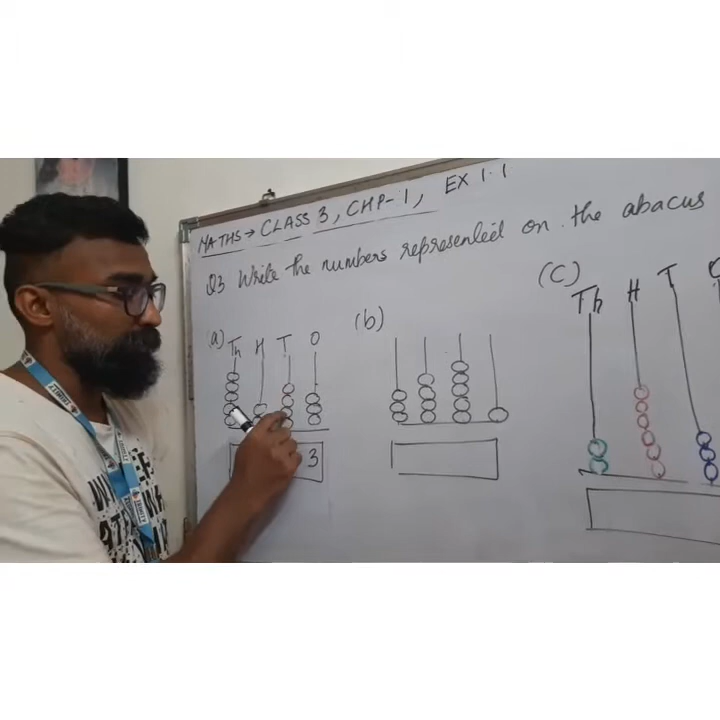 MATHS → CLASS 3, CHP-1, EX 1.1
Q3 Write the numbers represented on the abacus
(a) Th H T O
(b)
(C) Th H T
3